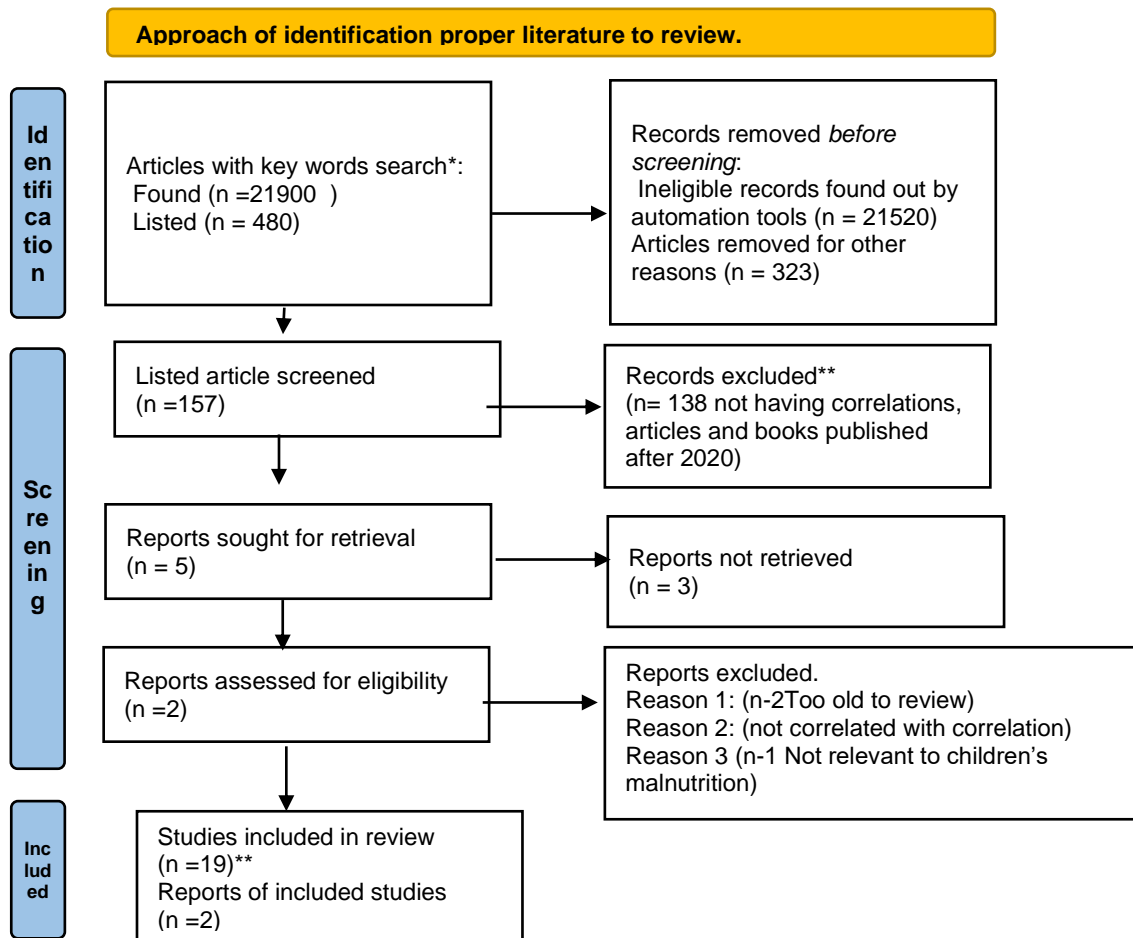 Approach of identification proper literature to review.
Id
en
tifi
ca
tio
n
Articles with key words search*:
Found (n =21900 )
Listed (n = 480)
Records removed before
screening:
Ineligible records found out by
automation tools (n = 21520)
Articles removed for other
reasons (n = 323)
Sc
re
en
in
g
Listed article screened
(n =157)
Records excluded**
(n= 138 not having correlations,
articles and books published
after 2020)
Reports sought for retrieval
(n = 5)
Reports not retrieved
(n = 3)
Reports assessed for eligibility
(n =2)
Reports excluded.
Reason 1: (n-2Too old to review)
Reason 2: (not correlated with correlation)
Reason 3 (n-1 Not relevant to children’s
malnutrition)
Inc
lud
ed
Studies included in review
(n =19)**
Reports of included studies
(n =2)